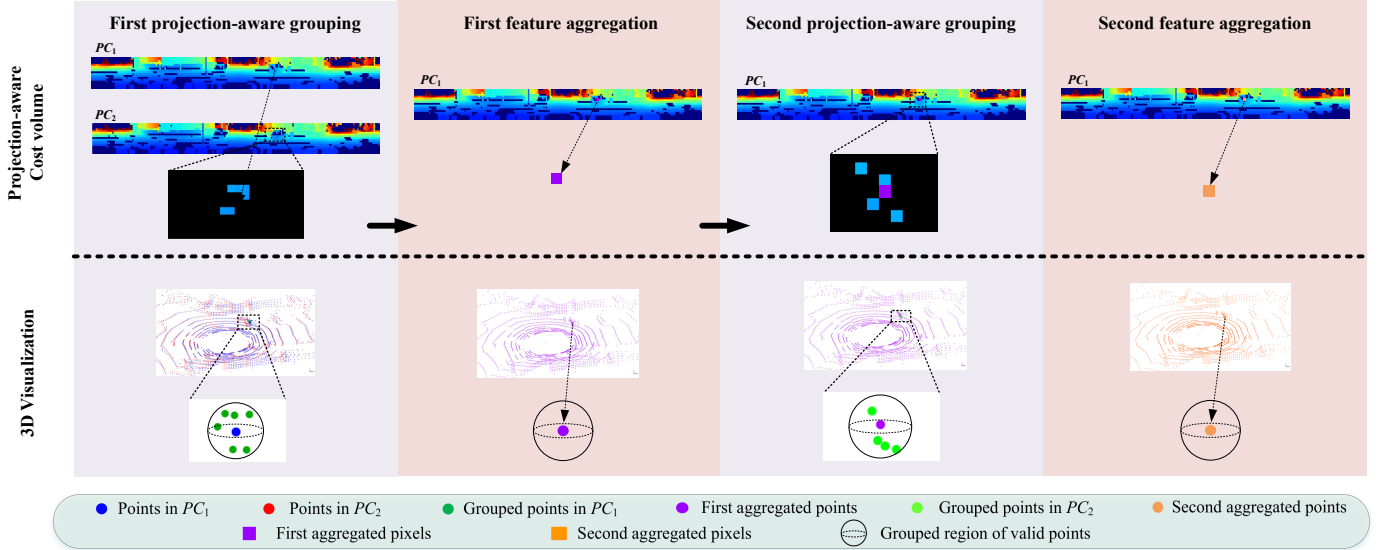 First projection-aware grouping
First feature aggregation
Second projection-aware grouping
Second feature aggregation
Projection-aware
Cost volume
PC1
PC2
PC1
PC1
PC1
3D Visualization
Points in PC1
Points in PC2
Grouped points in PC1
First aggregated points
Grouped points in PC2
Second aggregated points
First aggregated pixels
Second aggregated pixels
Grouped region of valid points